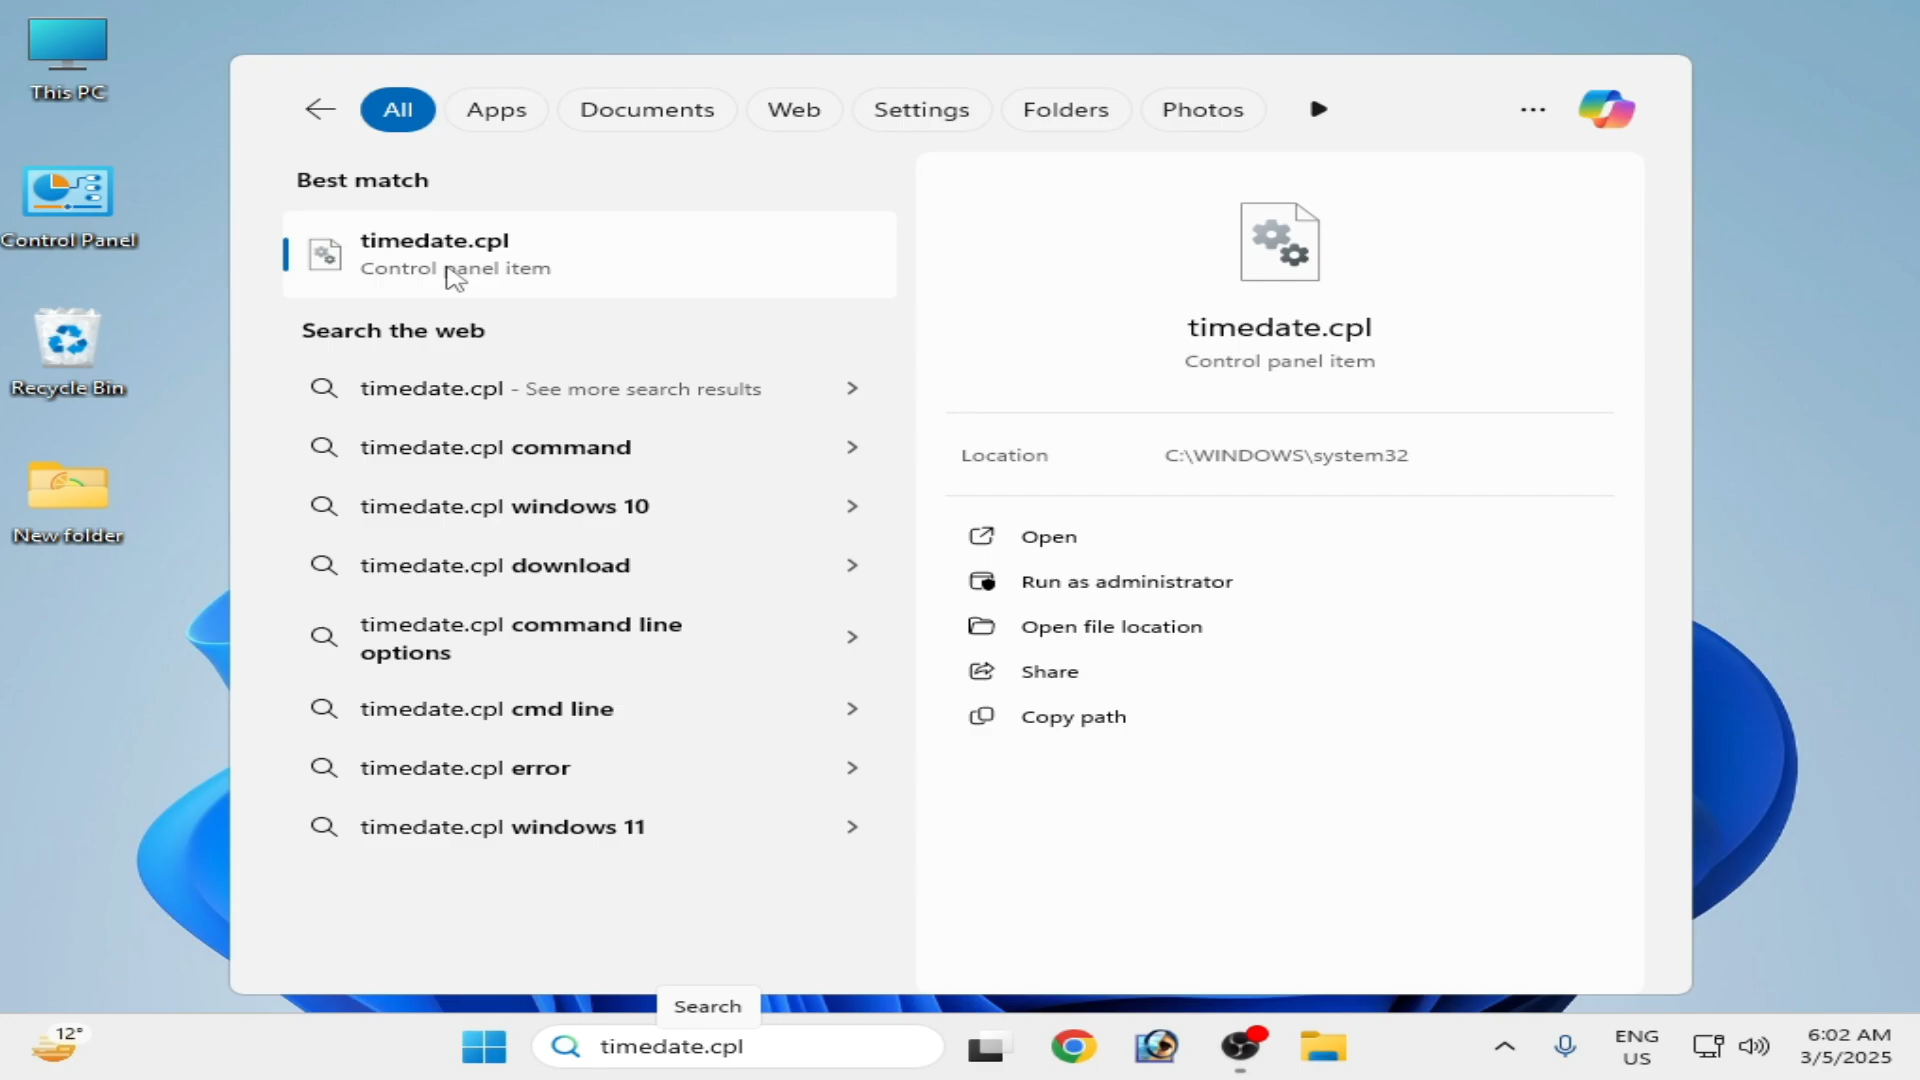 This PC
Control Panel
Recycle Bin
New folder
All
Apps
Documents
Web
Settings
Folders
Photos
Best match
timedate.cpl
Control panel item
Search the web
timedate.cpl - See more search results
timedate.cpl command
timedate.cpl windows 10
timedate.cpl download
timedate.cpl command line
options
timedate.cpl cmd line
timedate.cpl error
timedate.cpl windows 11
timedate.cpl
Control panel item
Location C:\WINDOWS\system32
Open
Run as administrator
Open file location
Share
Copy path
Search
12°
timedate.cpl
ENG
US
6:02 AM
3/5/2025